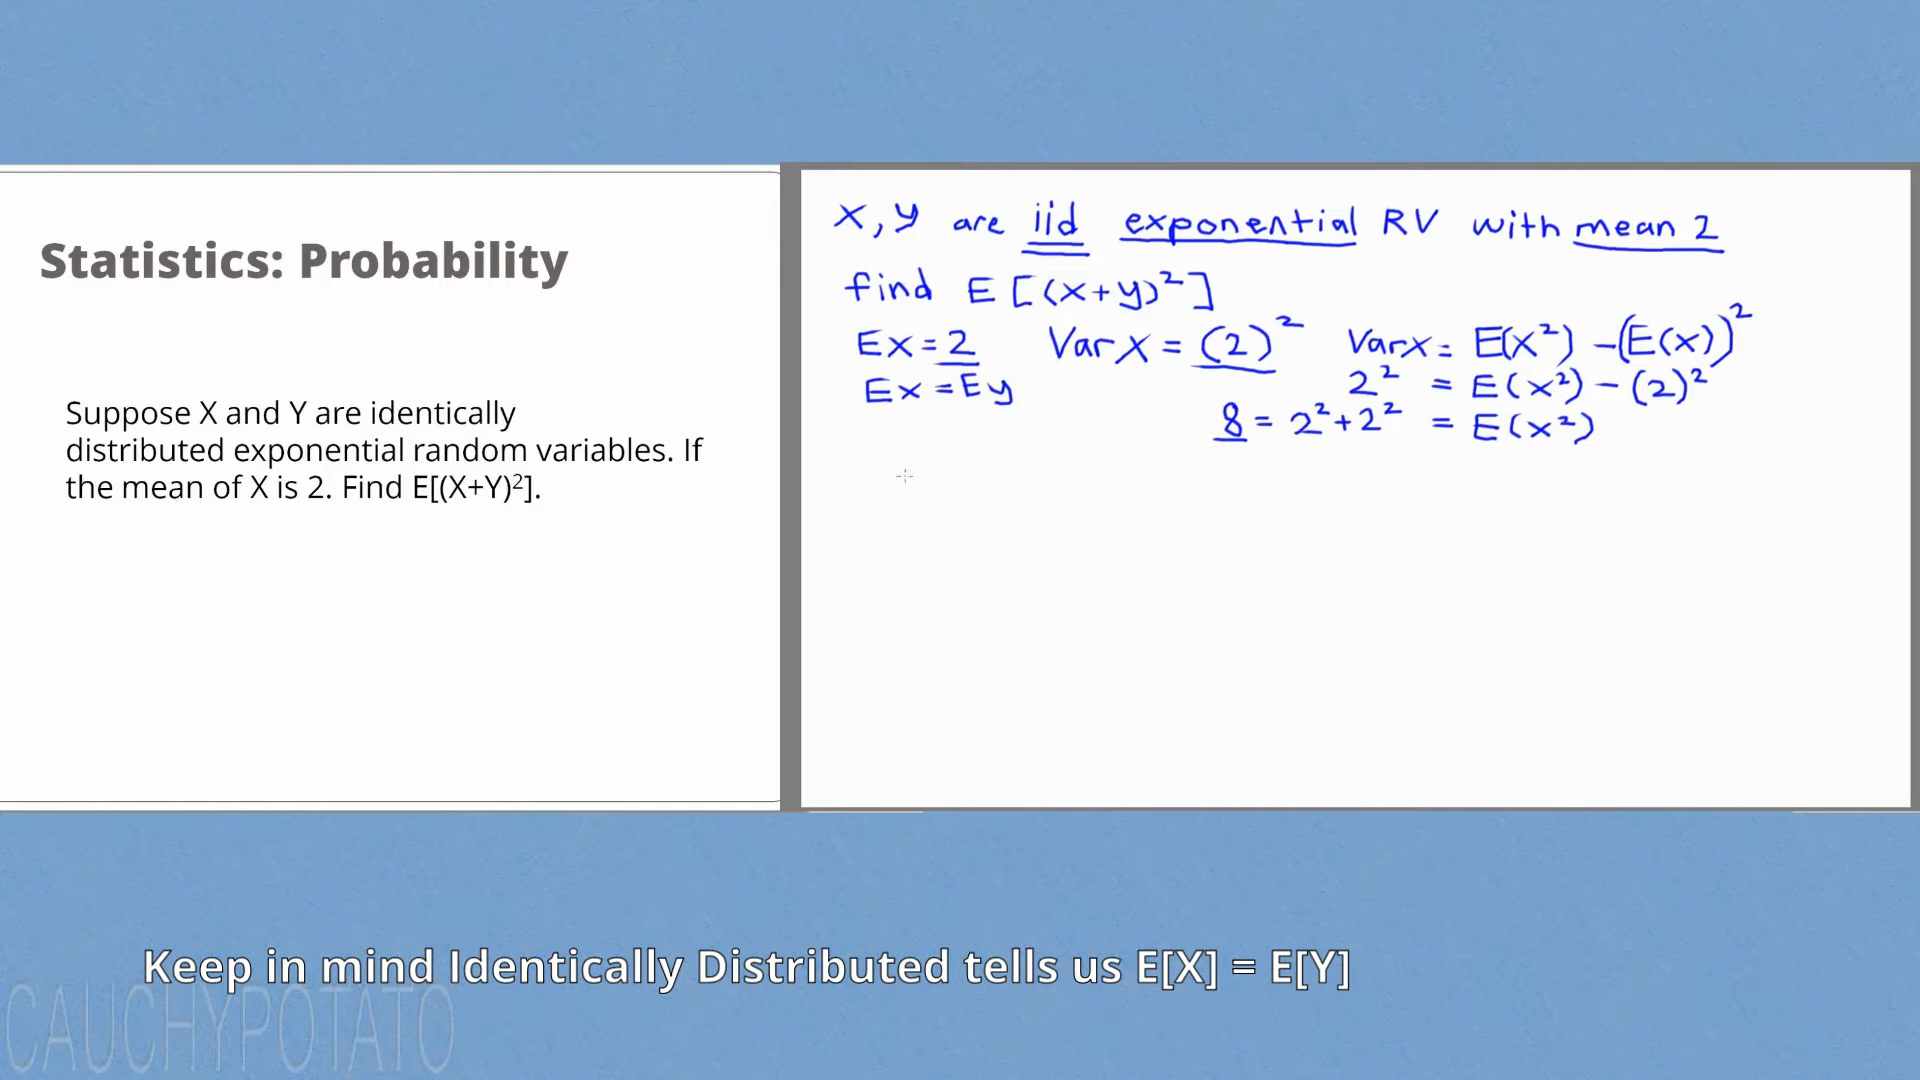 Statistics: Probability
Suppose X and Y are identically
distributed exponential random variables. If
the mean of X is 2. Find E[(X+Y)²].
X, Y are iid exponential RV with mean 2
find E[(X+Y)²]
EX = 2 Var X = (2)² Var X = E(X²) - (E(X))²
EX = EY 2² = E(X²) - (2)²
8 = 2² + 2² = E(X²)
Keep in mind Identically Distributed tells us E[X] = E[Y]
CAUCHYPOTATO